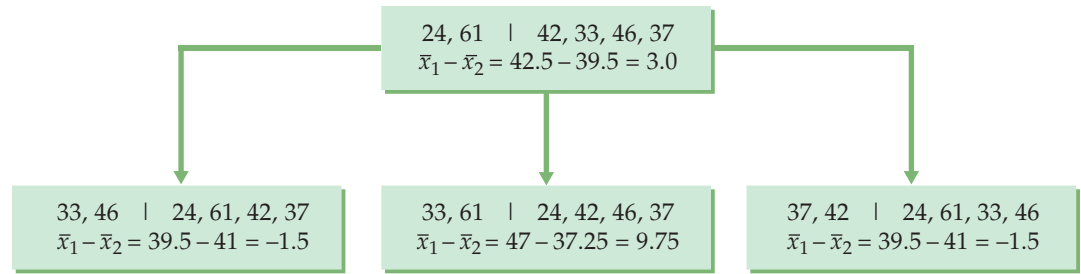 24, 61 | 42, 33, 46, 37
x̄₁ – x̄₂ = 42.5 – 39.5 = 3.0
33, 46 | 24, 61, 42, 37
x̄₁ – x̄₂ = 39.5 – 41 = –1.5
33, 61 | 24, 42, 46, 37
x̄₁ – x̄₂ = 47 – 37.25 = 9.75
37, 42 | 24, 61, 33, 46
x̄₁ – x̄₂ = 39.5 – 41 = –1.5